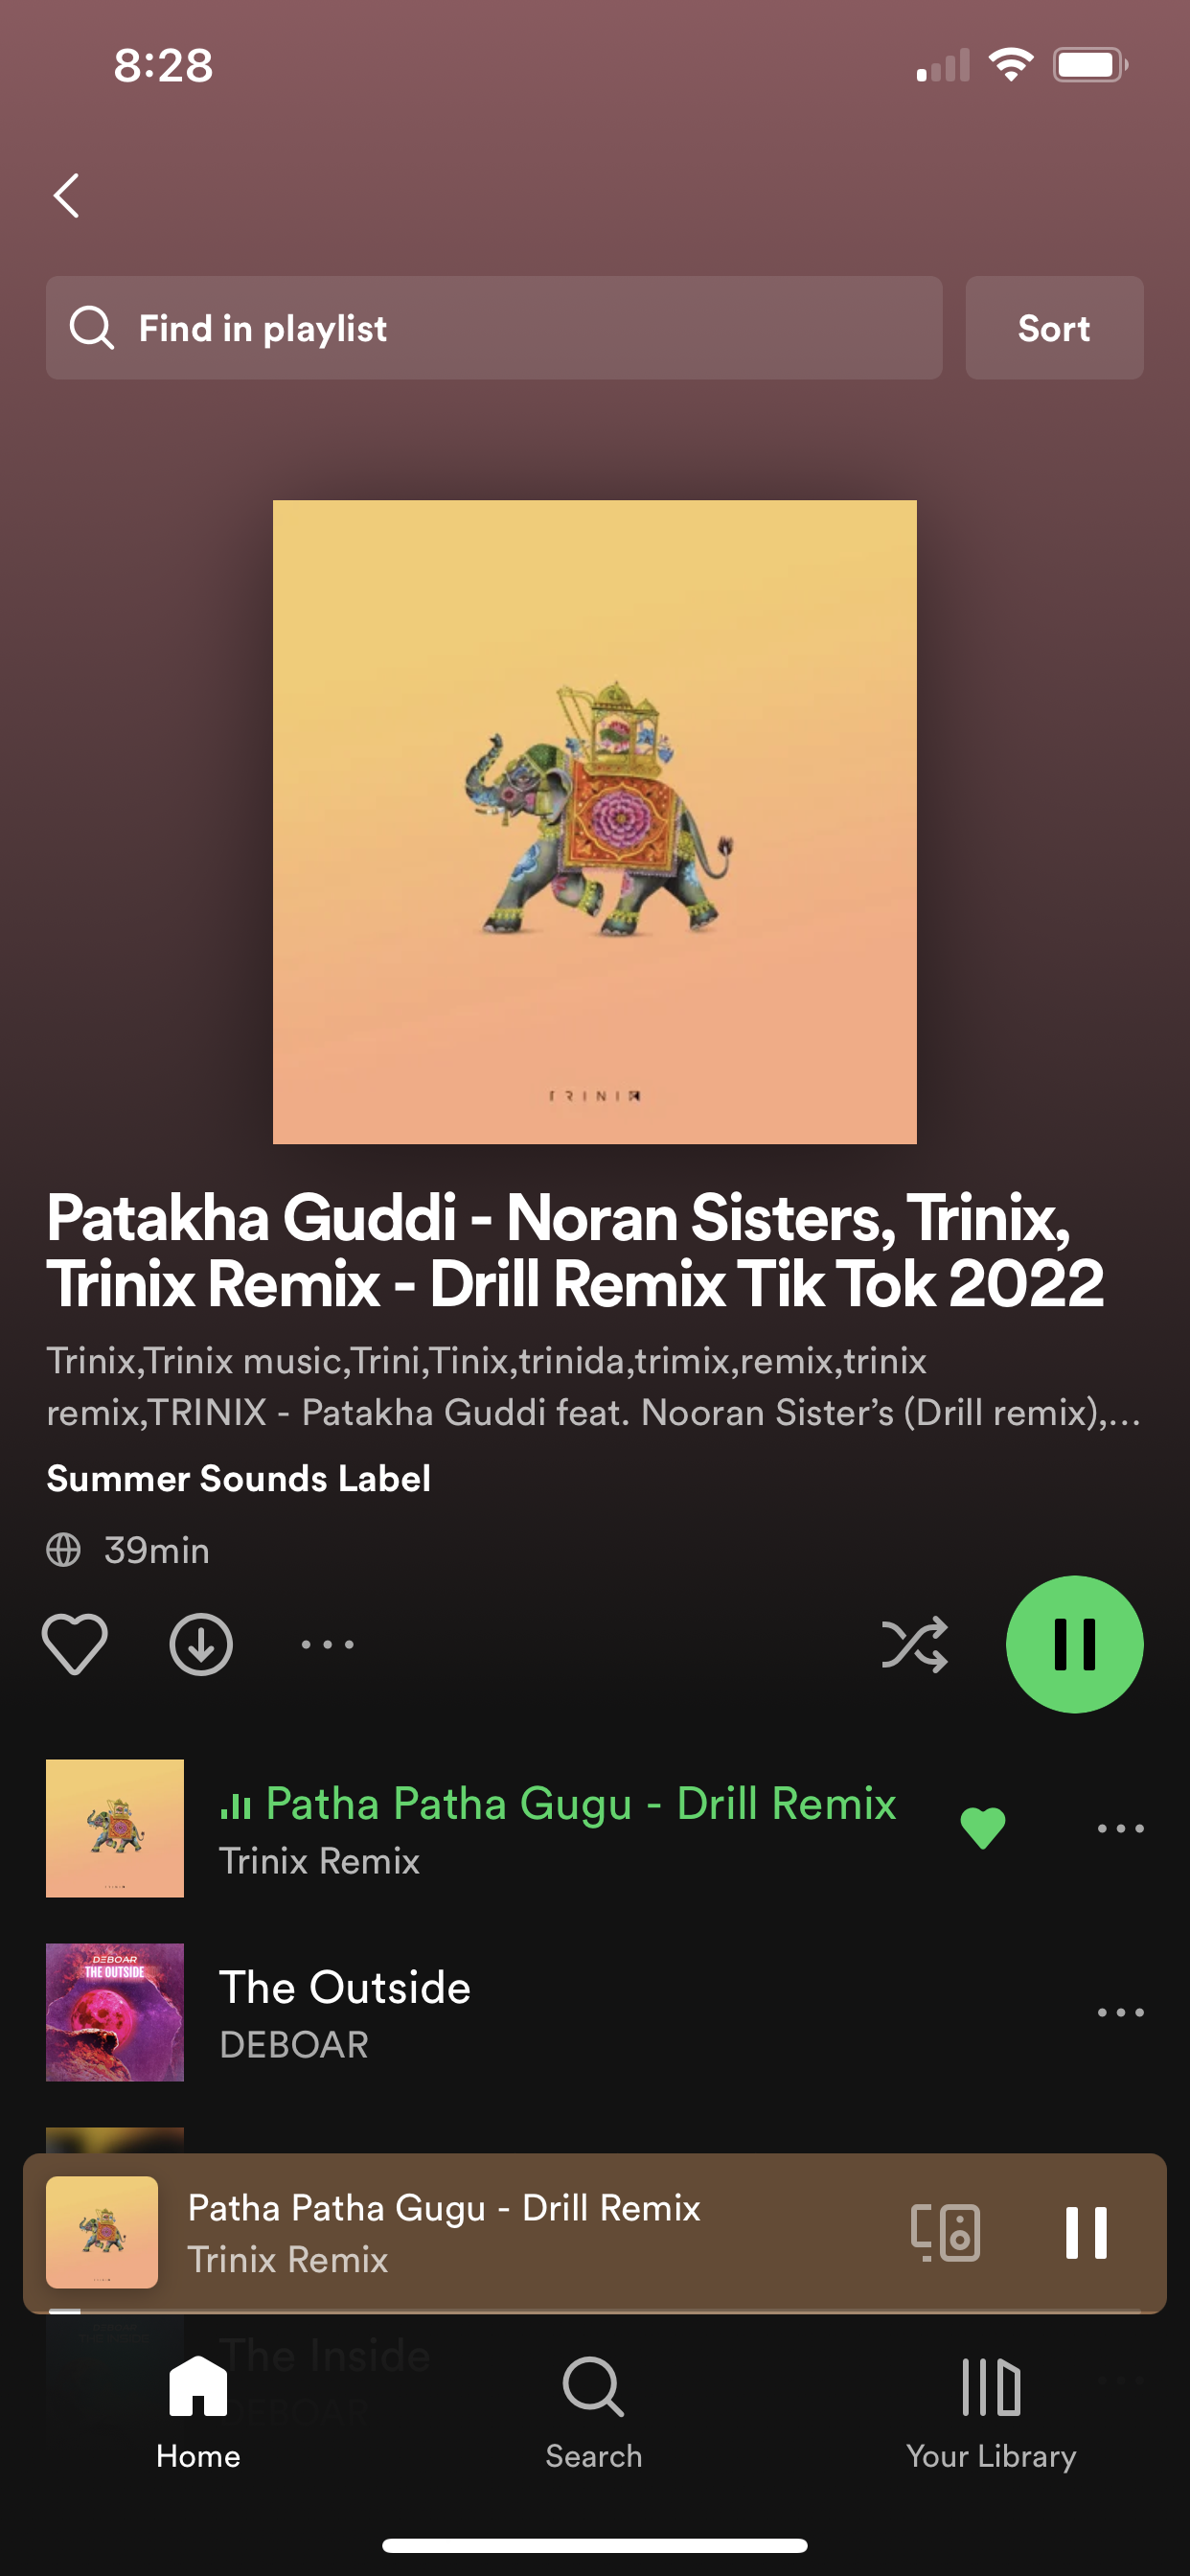 8:28
Find in playlist
Sort
TRINIX
Patakha Guddi - Noran Sisters, Trinix,
Trinix Remix - Drill Remix Tik Tok 2022
Trinix,Trinix music,Trini,Tinix,trinida,trimix,remix,trinix
remix,TRINIX - Patakha Guddi feat. Nooran Sister’s (Drill remix),...
Summer Sounds Label
39min
Patha Patha Gugu - Drill Remix
Trinix Remix
DEBOAR
THE OUTSIDE
The Outside
DEBOAR
Patha Patha Gugu - Drill Remix
Trinix Remix
The Inside
DEBOAR
Home
Search
Your Library